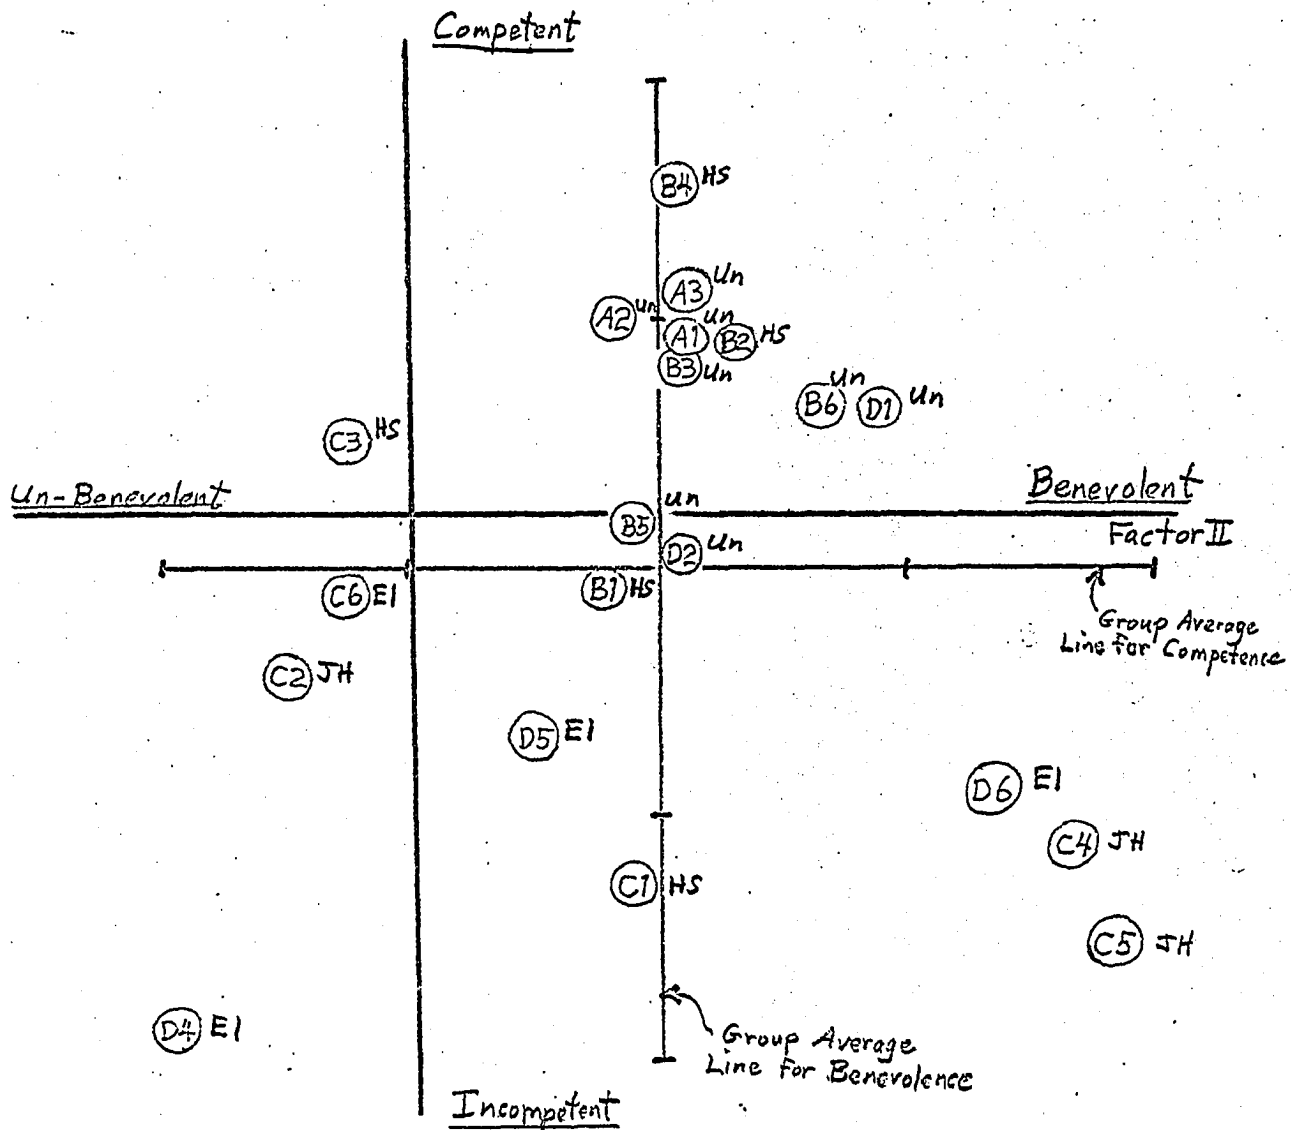 Competent
B4 HS
A3 Un
A2 un
A1 un
B2 HS
B3 un
B6 un
D1 Un
C3 HS
Un-Benevolent
Benevolent
Factor II
B5 un
D2 Un
C6 El
B1 HS
Group Average
Line for Competence
C2 JH
D5 El
D6 El
C4 JH
C1 HS
C5 JH
D4 El
Group Average
Line for Benevolence
Incompetent